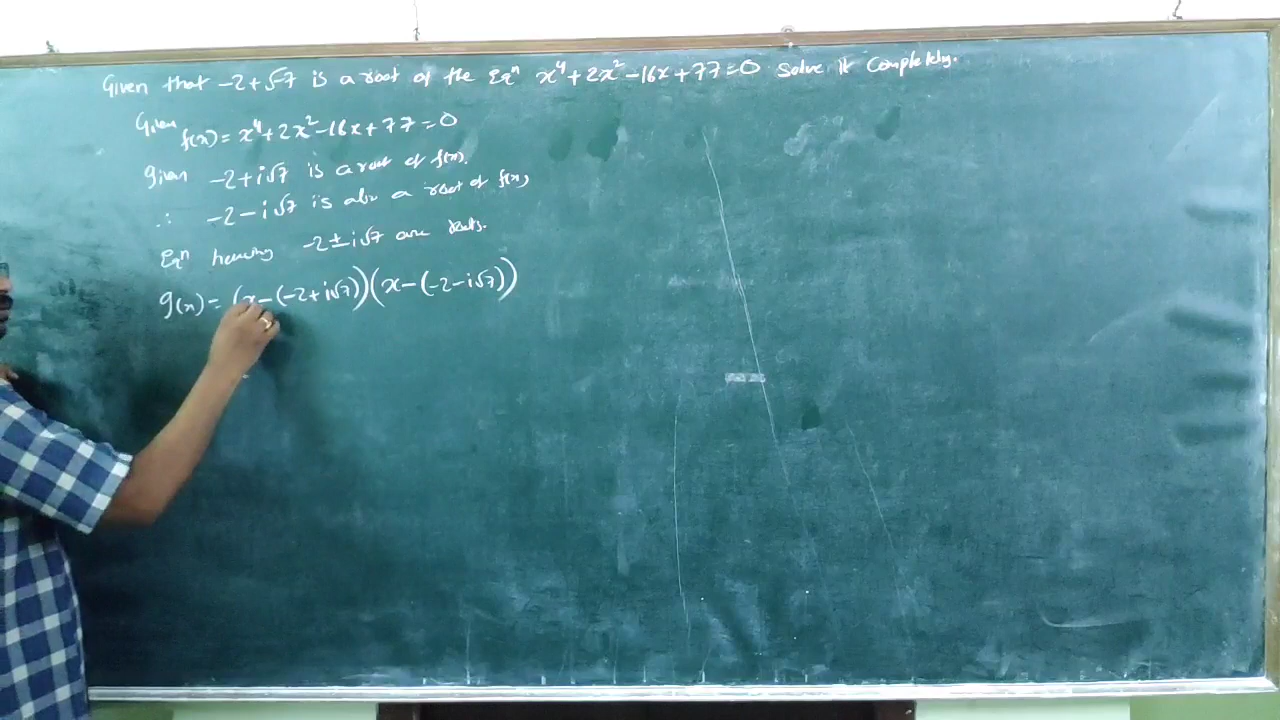 Given that -2+√7 is a root of the Eqⁿ x⁴+2x²-16x+77=0 solve it completely.
Given f(x)=x⁴+2x²-16x+77=0
Given -2+i√7 is a root of f(x).
∴ -2-i√7 is also a root of f(x),
Eqⁿ having -2±i√7 are roots.
g(x)=(x-(-2+i√7))(x-(-2-i√7))